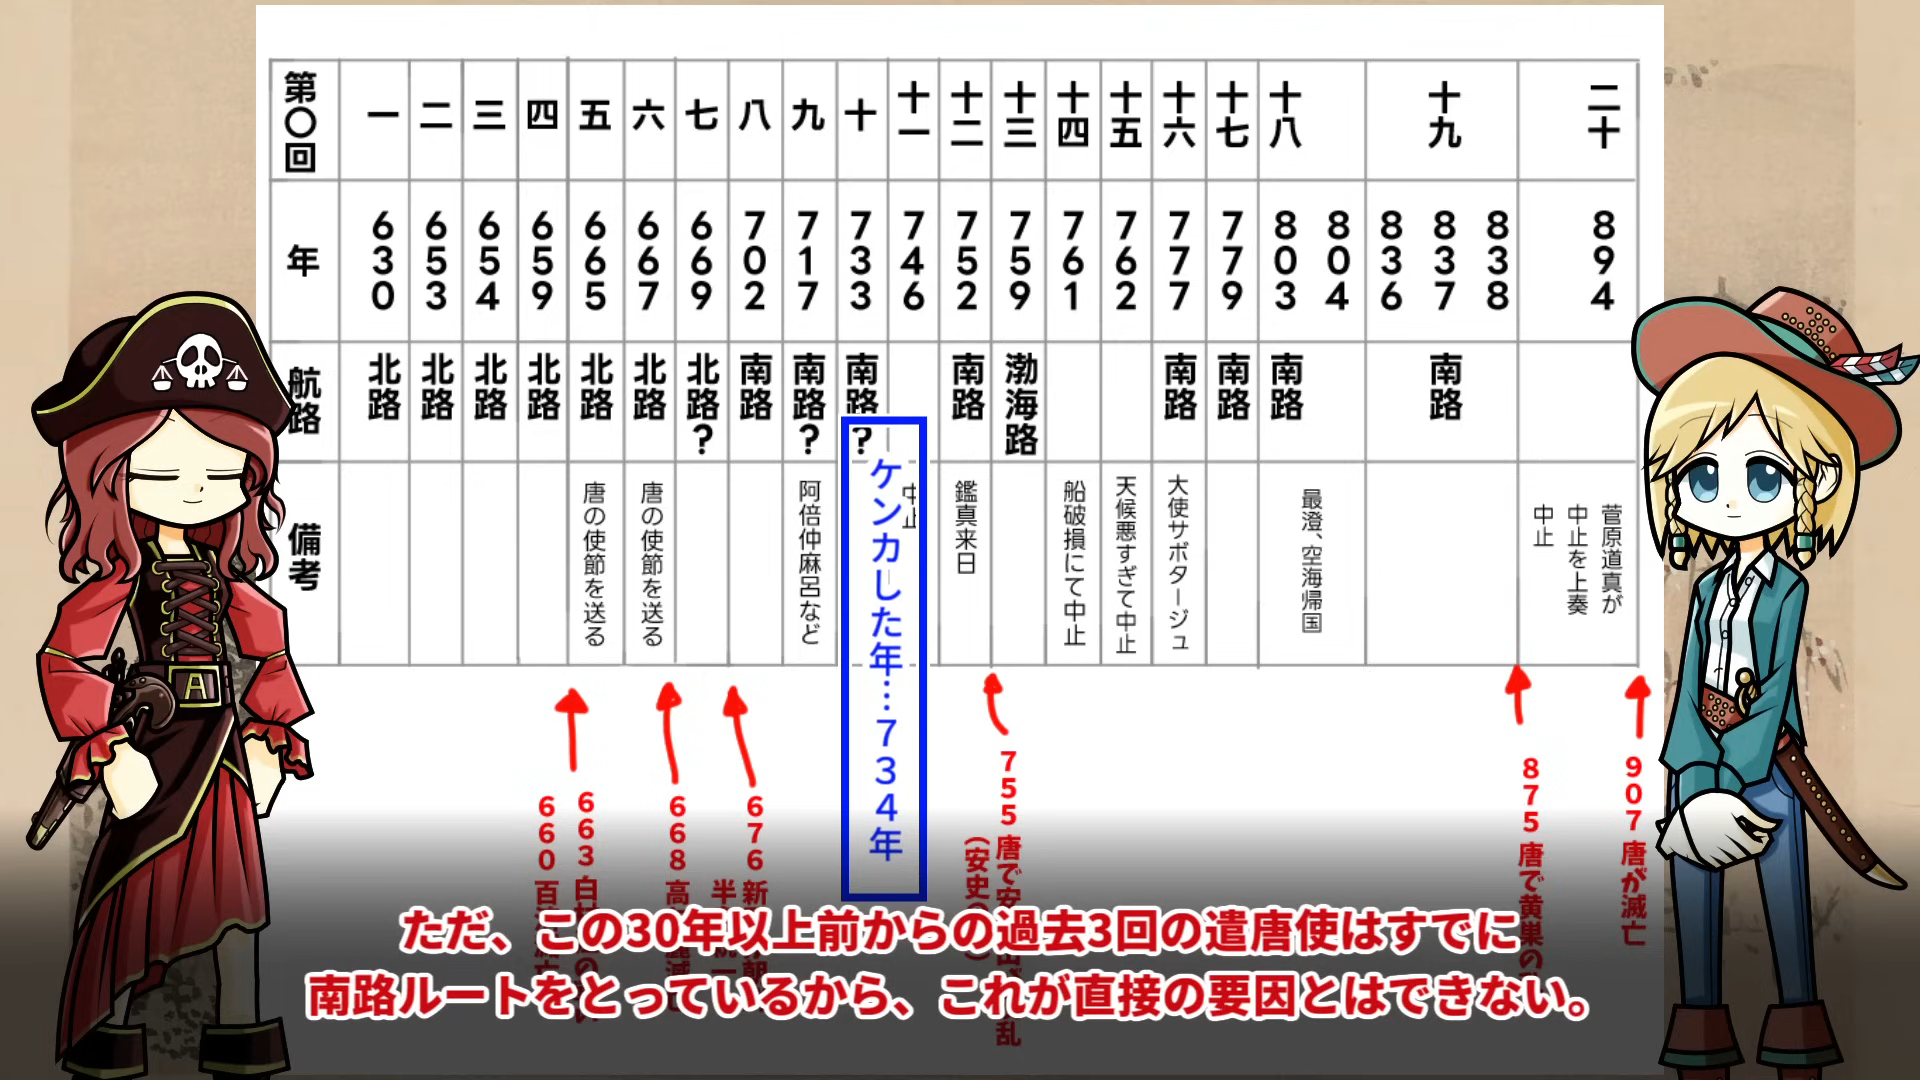 第〇回
一
二
三
四
五
六
七
八
九
十
十一
十二
十三
十四
十五
十六
十七
十八
十九
二十
年
630
653
654
659
665
667
669
702
717
733
746
752
759
761
762
777
779
803
804
836
837
838
894
航路
北路
北路
北路
北路
北路
北路
北路?
南路
南路?
南路?
南路
渤海路
南路
南路
南路
南路
備考
唐の使節を送る
唐の使節を送る
阿倍仲麻呂など
中止
鑑真来日
船破損にて中止
天候悪すぎて中止
大使サボタージュ
最澄、空海帰国
菅原道真が
中止を上奏
中止
ケンカした年…734年
660 百
663 白村
668 高
676 新
半
755 唐で安
(安史の
乱
875 唐で黄巣の
907 唐が滅亡
A
ただ、この30年以上前からの過去3回の遣唐使はすでに
南路ルートをとっているから、これが直接の要因とはできない。